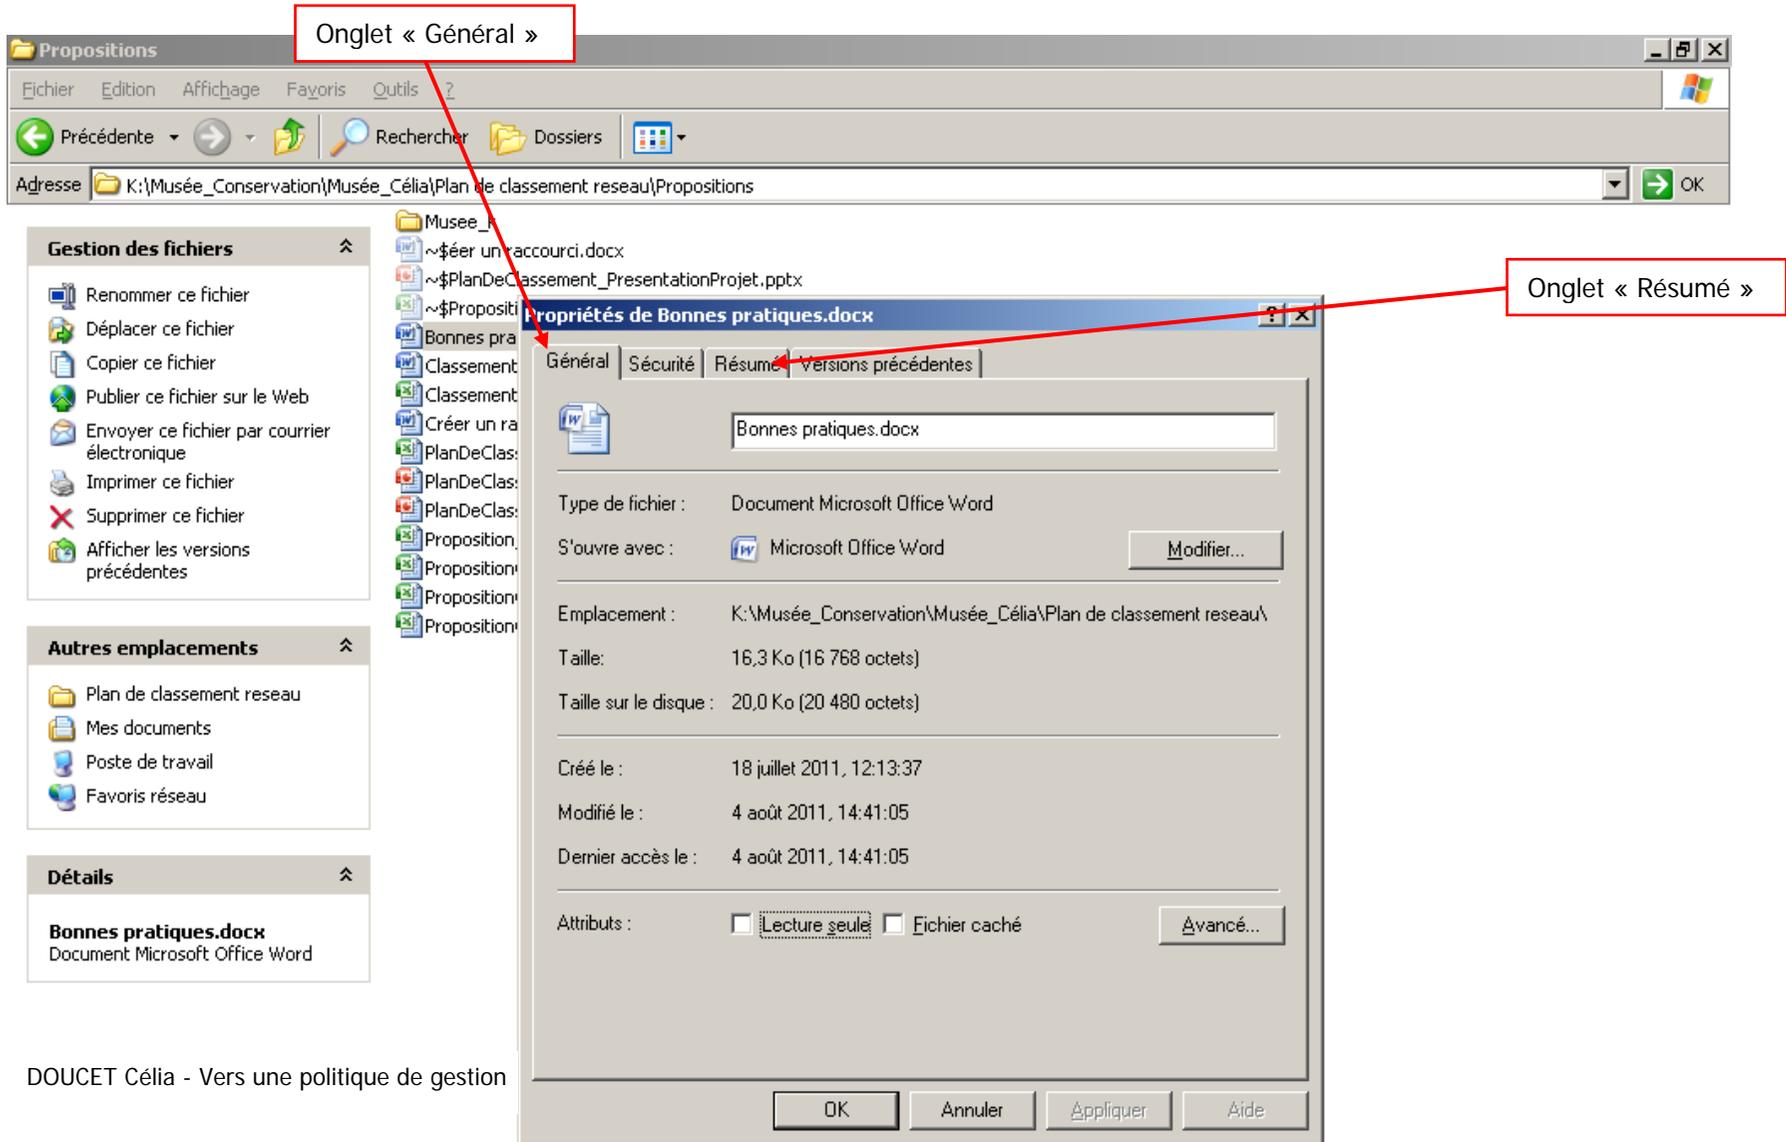 Onglet « Général »
Propositions
Fichier Edition Affichage Favoris Outils ?
Précédente Rechercher Dossiers
Adresse K:\Musée_Conservation\Musée_Célia\Plan de classement reseau\Propositions OK
Gestion des fichiers
Renommer ce fichier
Déplacer ce fichier
Copier ce fichier
Publier ce fichier sur le Web
Envoyer ce fichier par courrier
électronique
Imprimer ce fichier
Supprimer ce fichier
Afficher les versions
précédentes
Autres emplacements
Plan de classement reseau
Mes documents
Poste de travail
Favoris réseau
Détails
Bonnes pratiques.docx
Document Microsoft Office Word
Musee_k
~$éer un raccourci.docx
~$PlanDeClassement_PresentationProjet.pptx
~$Propositi
Bonnes pra
Classement
Classement
Créer un ra
PlanDeClas
PlanDeClas
PlanDeClas
Proposition_
Proposition
Proposition
Proposition
Onglet « Résumé »
Propriétés de Bonnes pratiques.docx
Général Sécurité Résumé Versions précédentes
Bonnes pratiques.docx
Type de fichier : Document Microsoft Office Word
S'ouvre avec : Microsoft Office Word Modifier...
Emplacement : K:\Musée_Conservation\Musée_Célia\Plan de classement reseau\
Taille: 16,3 Ko (16 768 octets)
Taille sur le disque : 20,0 Ko (20 480 octets)
Créé le : 18 juillet 2011, 12:13:37
Modifié le : 4 août 2011, 14:41:05
Dernier accès le : 4 août 2011, 14:41:05
Attributs : Lecture seule Fichier caché Avancé...
OK Annuler Appliquer Aide
DOUCET Célia - Vers une politique de gestion